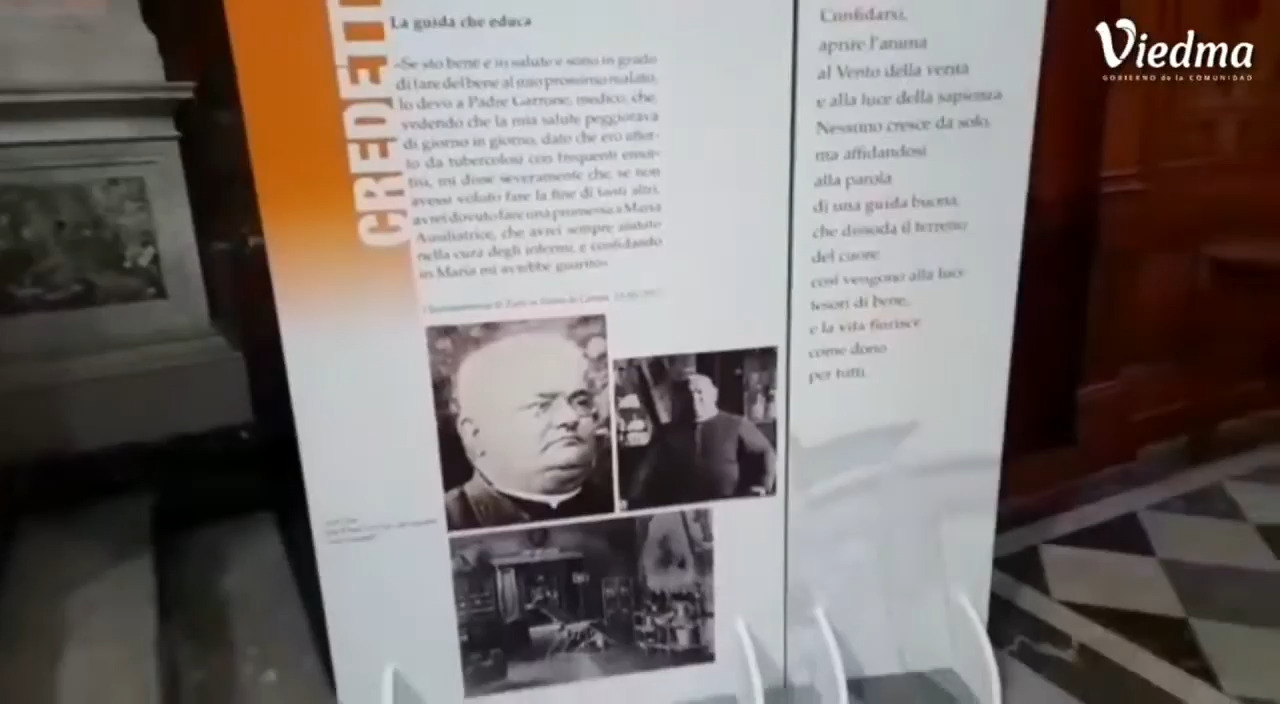 CREDETT
La guida che educa
«Se sto bene e in salute e sono in grado
di fare del bene al mio prossimo malato,
lo devo a Padre Garrone, medico, che,
vedendo che la mia salute peggiorava
di giorno in giorno, dato che ero affet-
to da tubercolosi con frequenti emot-
tisi, mi disse severamente che, se non
avessi voluto fare la fine di tanti altri,
avrei dovuto fare una promessa a Maria
Ausiliatrice, che avrei sempre aiutato
nella cura degli infermi, e confidando
in Maria mi avrebbe guarito»
Confidarsi,
aprire l'anima
al Vento della verità
e alla luce della sapienza
Nessuno cresce da solo,
ma affidandosi
alla parola
di una guida buona,
che dissoda il terreno
del cuore
così vengono alla luce
tesori di bene,
e la vita fiorisce
come dono
per tutti.
Viedma
GOBIERNO de la COMUNIDAD